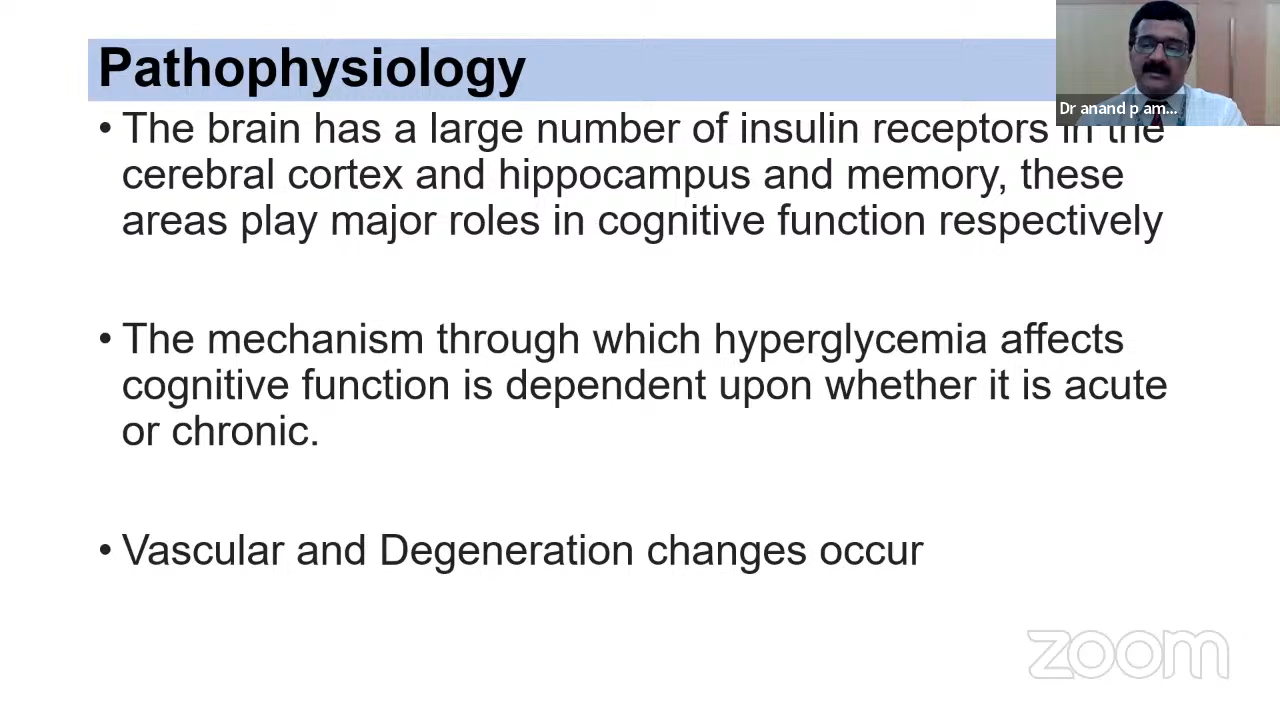 Pathophysiology
Dr anand p am...
• The brain has a large number of insulin receptors in the
cerebral cortex and hippocampus and memory, these
areas play major roles in cognitive function respectively
• The mechanism through which hyperglycemia affects
cognitive function is dependent upon whether it is acute
or chronic.
• Vascular and Degeneration changes occur
zoom